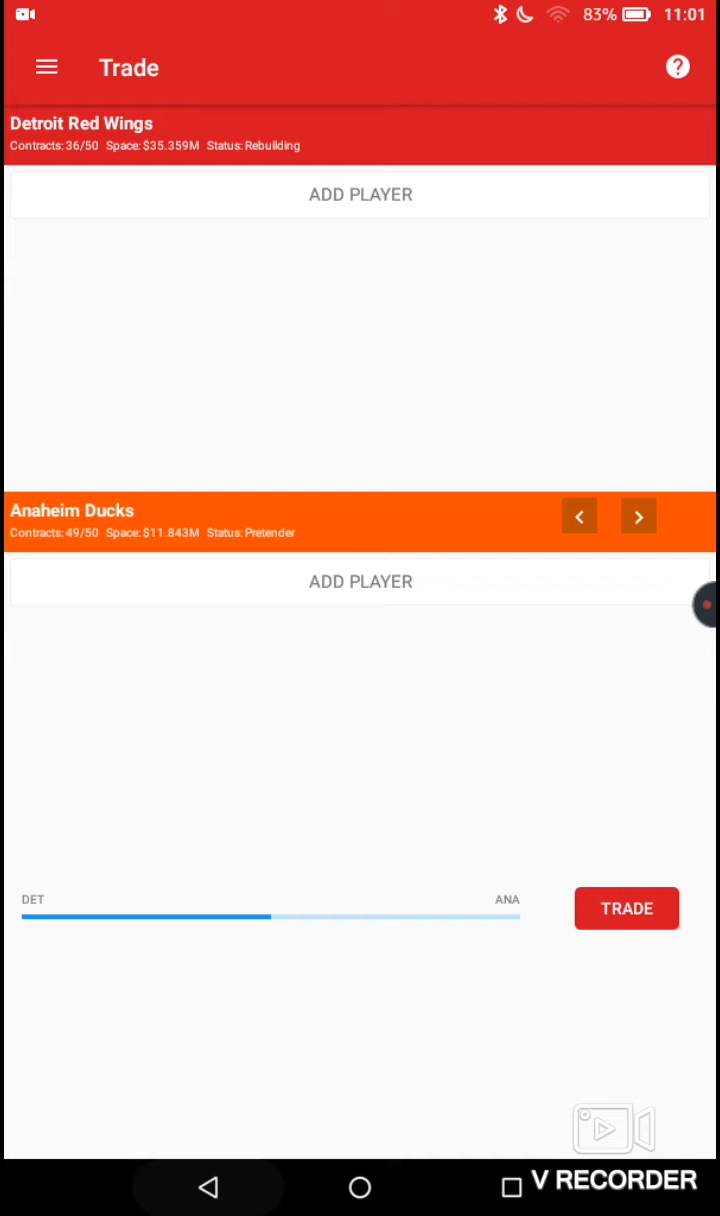 83% 11:01
Trade
Detroit Red Wings
Contracts: 36/50 Space: $35.359M Status: Rebuilding
ADD PLAYER
Anaheim Ducks
Contracts: 49/50 Space: $11.843M Status: Pretender
ADD PLAYER
DET ANA
TRADE
V RECORDER